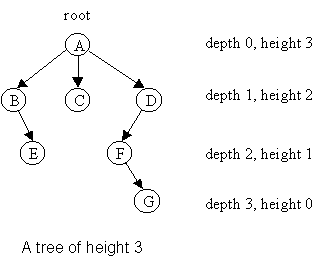 root
A depth 0, height 3
B C D depth 1, height 2
E F depth 2, height 1
G depth 3, height 0
A tree of height 3